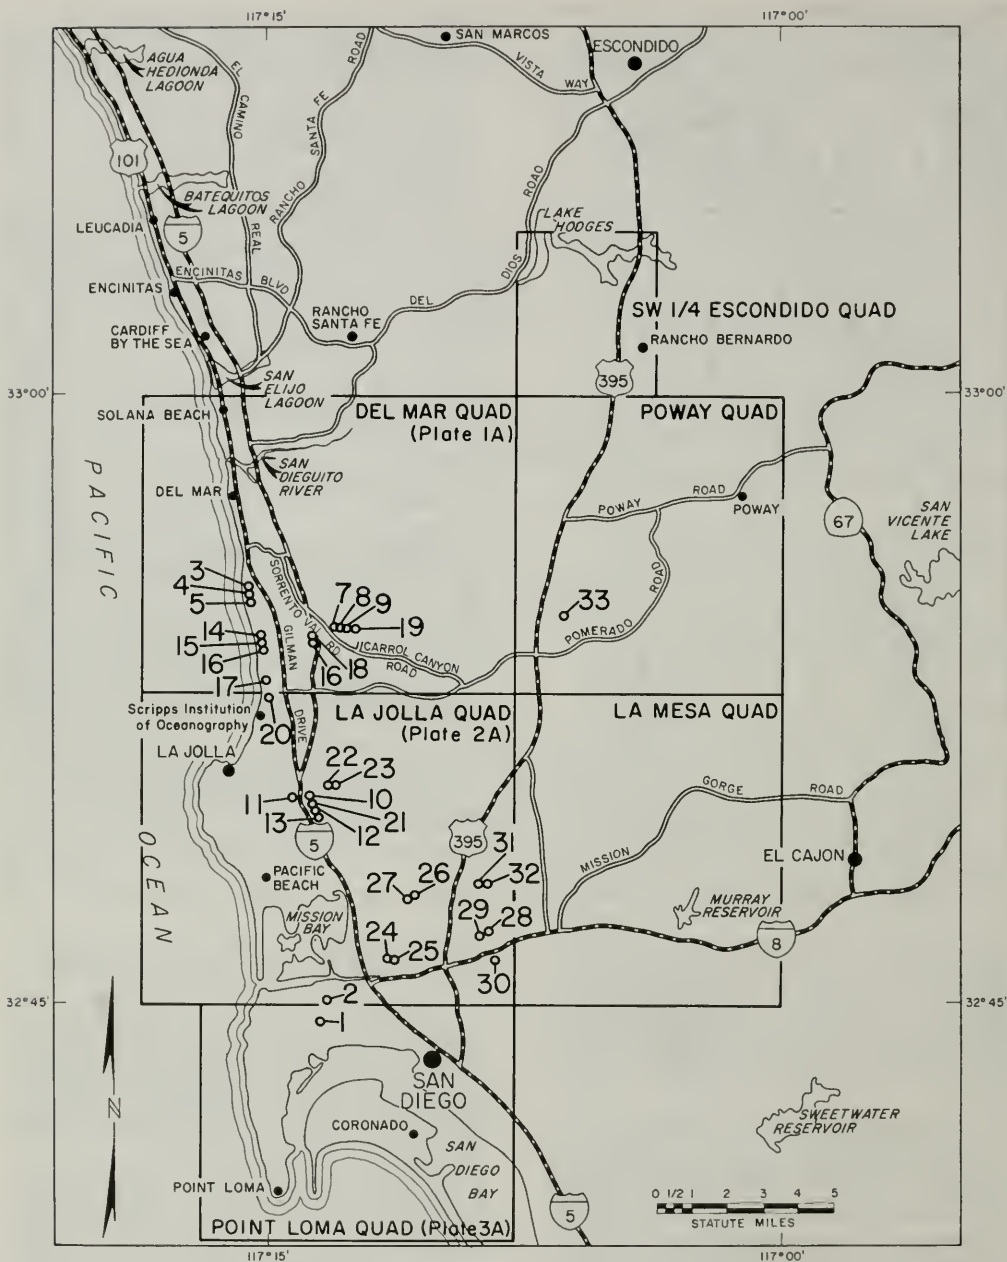 117°15'
117°00'
SAN MARCOS
ESCONDIDO
VISTA
WAY
AGUA
HEDIONDA
LAGOON
EL
CAMINO
REAL
RANCHO
SANTA FE
ROAD
101
BATEQUITOS
LAGOON
LEUCADIA
5
ENCINITAS
BLVD
ENCINITAS
RANCHO
SANTA FE
DEL
DIOS
ROAD
LAKE
HODGES
CARDIFF
BY THE SEA
SW 1/4 ESCONDIDO QUAD
RANCHO BERNARDO
395
SAN
ELIJO
LAGOON
33°00'
33°00'
SOLANA BEACH
DEL MAR QUAD
(Plate 1A)
POWAY QUAD
PACIFIC
OCEAN
SAN
DIEGUITO
RIVER
DEL MAR
POWAY
ROAD
POWAY
67
SAN
VICENTE
LAKE
POMERADO
ROAD
SORRENTO VAL RD
GILMAN
DRIVE
CARROL CANYON
ROAD
3
4
5
7
8
9
19
33
14
15
16
18
16
17
20
Scripps Institution
of Oceanography
LA JOLLA
LA JOLLA QUAD
(Plate 2A)
LA MESA QUAD
22
23
11
10
21
13
12
5
395
MISSION
GORGE
ROAD
EL CAJON
PACIFIC
BEACH
MISSION
BAY
27
26
31
32
29
28
24
25
30
MURRAY
RESERVOIR
8
32°45'
32°45'
2
1
SAN
DIEGO
CORONADO
SAN
DIEGO
BAY
SWEETWATER
RESERVOIR
N
POINT LOMA
POINT LOMA QUAD (Plate 3A)
5
0 1/2 1 2 3 4 5
STATUTE MILES
117°15'
117°00'